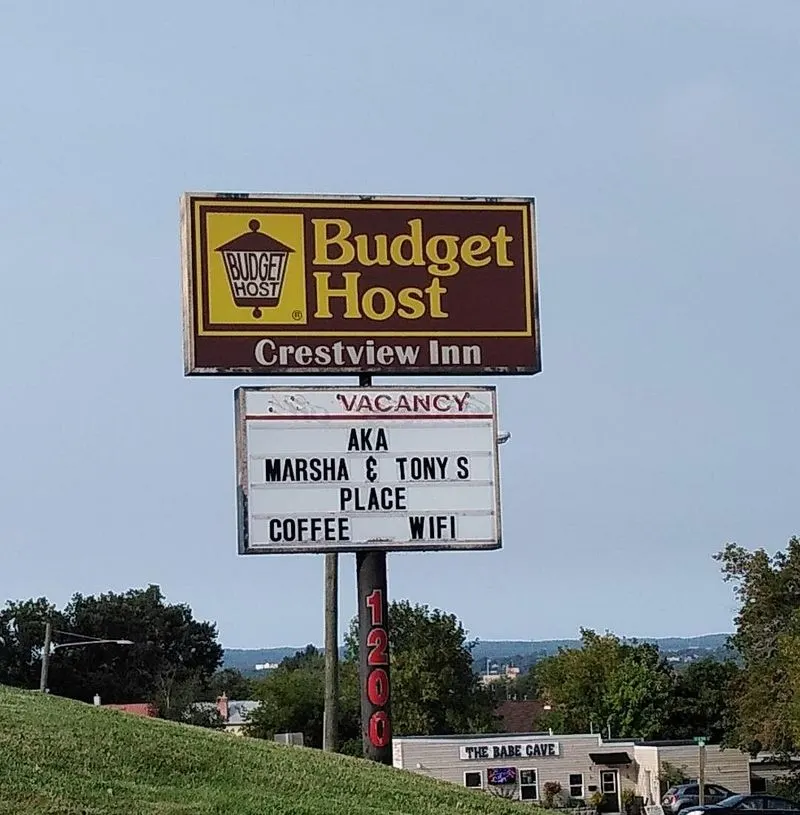 BUDGET
HOST
®
Budget
Host
Crestview Inn
VACANCY
AKA
MARSHA & TONY S
PLACE
COFFEE WIFI
1200
THE BABE CAVE